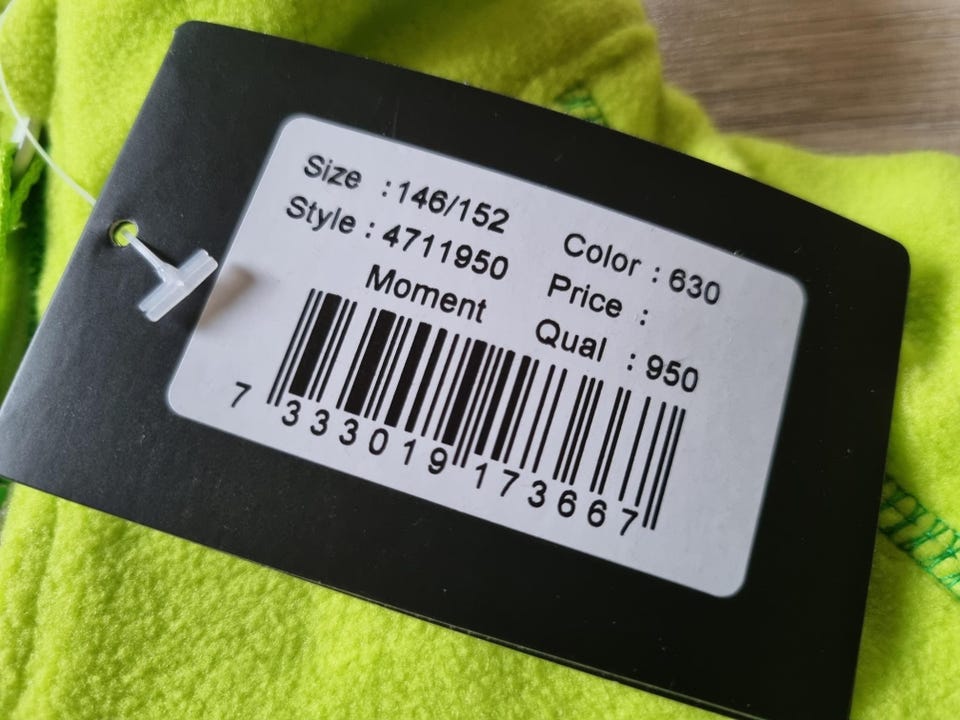 Size : 146/152 Color : 630
Style : 4711950 Price :
Moment Qual : 950
7 333019 173667